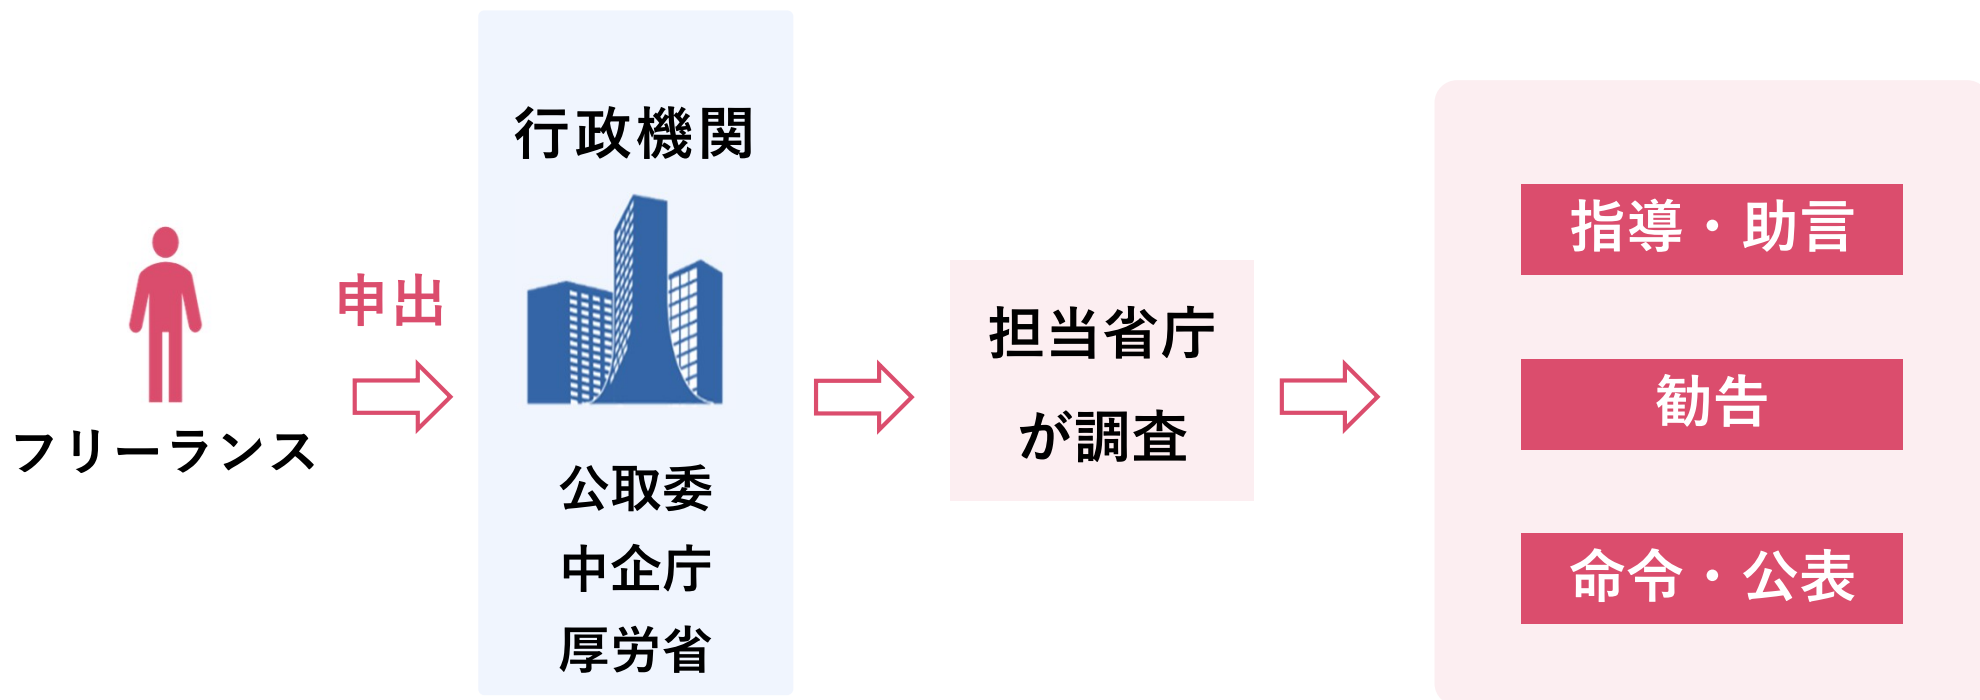 フリーランス
申出
行政機関
公取委
中企庁
厚労省
担当省庁
が調査
指導・助言
勧告
命令・公表